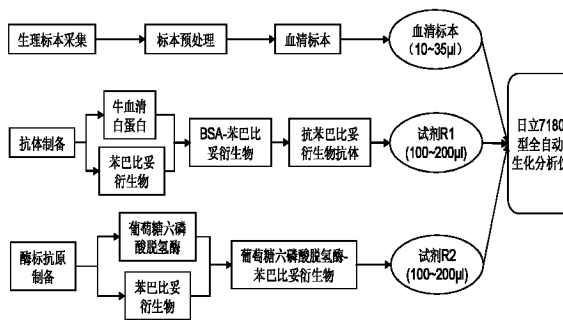 生理标本采集
标本预处理
血清标本
血清标本
（10~35μl）
抗体制备
牛血清
白蛋白
苯巴比妥
衍生物
BSA-苯巴比
妥衍生物
抗苯巴比妥
衍生物抗体
试剂R1
(100~200μl)
日立7180
型全自动
生化分析仪
酶标抗原
制备
葡萄糖六磷
酸脱氢酶
苯巴比妥
衍生物
葡萄糖六磷酸脱氢酶-
苯巴比妥衍生物
试剂R2
(100~200μl)